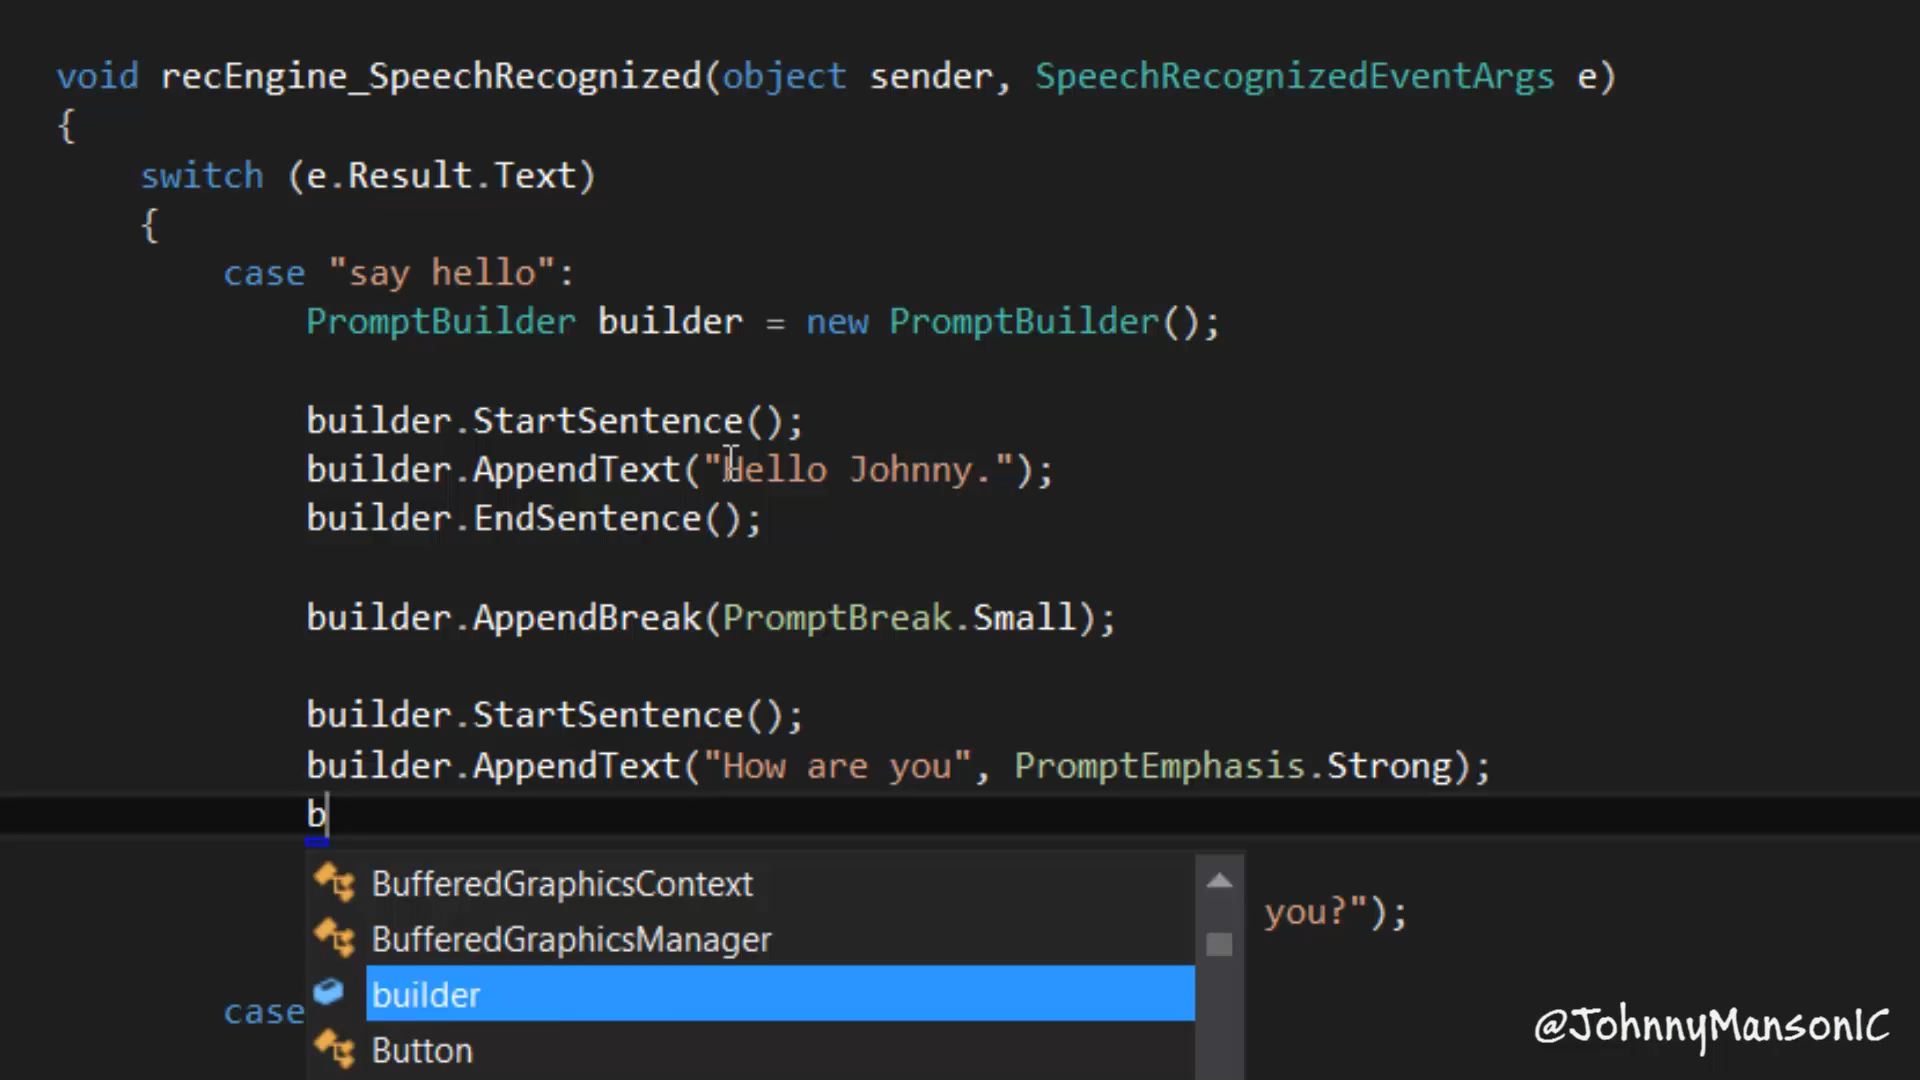 void recEngine_SpeechRecognized(object sender, SpeechRecognizedEventArgs e)
{
switch (e.Result.Text)
{
case "say hello":
PromptBuilder builder = new PromptBuilder();
builder.StartSentence();
builder.AppendText("Hello Johnny.");
builder.EndSentence();
builder.AppendBreak(PromptBreak.Small);
builder.StartSentence();
builder.AppendText("How are you", PromptEmphasis.Strong);
b
BufferedGraphicsContext
you?");
BufferedGraphicsManager
builder
case
@JohnnyMansonIC
Button